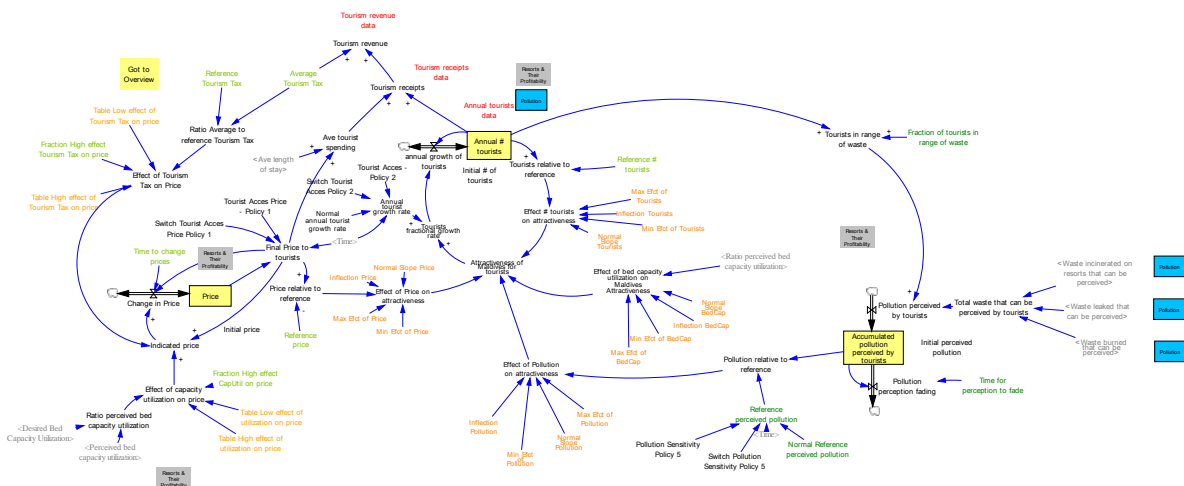 Tourism revenue
data
Tourism revenue
Got to
Overview
Reference
Tourism Tax
Average
Tourism Tax
Tourism receipts
data
Resorts &
Their
Profitability
Pollution
Tourism receipts
Annual tourists
data
Table Low effect of
Tourism Tax on price
Ratio Average to
reference Tourism Tax
Ave tourist
spending
Annual #
tourists
Tourists in range
of waste
Fraction of tourists in
range of waste
Fraction High effect
Tourism Tax on price
Effect of Tourism
Tax on Price
<Ave length
of stay>
annual growth of
tourists
Initial # of
tourists
Tourists relative to
reference
Reference #
tourists
Tourist Acces -
Policy 2
Switch Tourist
Acces Policy 2
Table High effect of
Tourism Tax on price
Tourist Acces Price
- Policy 1
Annual
tourist
growth rate
Normal
annual tourist
growth rate
Max Efct of
Tourists
Effect # tourists
on attractiveness
Inflection Tourists
Min Efct of Tourists
Normal
Slope
Tourists
Switch Tourist Acces
Price Policy 1
Tourists
fractional growth
rate
<Time>
Resorts &
Their
Profitability
Time to change
prices
Resorts &
Their
Profitability
Final Price to
tourists
Attractiveness of
Maldives for
tourists
Normal Slope Price
Inflection Price
Effect of bed capacity
utilization on
Maldives
Attractiveness
<Ratio perceived bed
capacity utilization>
<Waste incinerated on
resorts that can be
perceived>
Pollution
Price
Change in Price
Price relative to
reference
Effect of Price on
attractiveness
Normal
Slope
BedCap
Inflection BedCap
Min Efct of BedCap
Max Efct of
BedCap
Pollution perceived
by tourists
Total waste that can be
perceived by tourists
<Waste leaked that
can be perceived>
Pollution
Max Efct of Price
Min Efct of Price
Initial price
Reference
price
Indicated price
Accumulated
pollution
perceived by
tourists
Initial perceived
pollution
<Waste burned
that can be
perceived>
Pollution
Pollution relative to
reference
Effect of Pollution
on attractiveness
Fraction High effect
CapUtil on price
Effect of capacity
utilization on price
Pollution
perception fading
Time for
perception to fade
Ratio perceived bed
capacity utilization
Table Low effect of
utilization on price
<Desired Bed
Capacity Utilization>
<Perceived bed
capacity utilization>
Table High effect of
utilization on price
Inflection
Pollution
Max Efct of
Pollution
Normal
Slope
Pollution
Min Efct
of
Pollution
Reference
perceived pollution
<Time>
Pollution Sensitivity
Policy 5
Switch Pollution
Sensitivity Policy 5
Normal Reference
perceived pollution
Resorts &
Their
Profitability